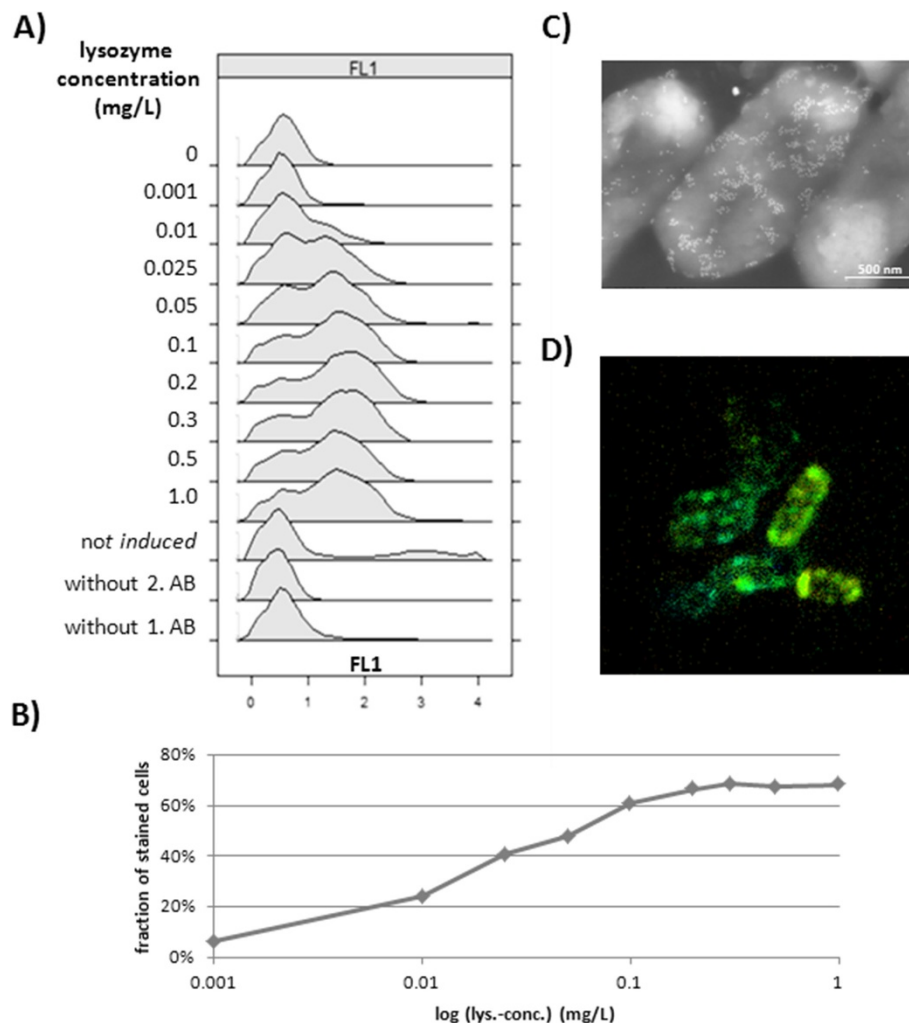 A)
lysozyme
concentration
(mg/L)
FL1
0
0.001
0.01
0.025
0.05
0.1
0.2
0.3
0.5
1.0
not induced
without 2. AB
without 1. AB
FL1
0 1 2 3 4
C)
500 nm
D)
B)
fraction of stained cells
80%
60%
40%
20%
0%
0.001 0.01 0.1 1
log (lys.-conc.) (mg/L)